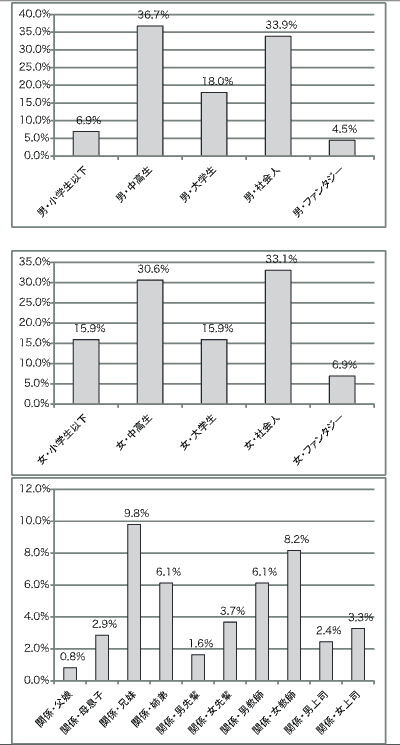 40.0%
35.0%
30.0%
25.0%
20.0%
15.0%
10.0%
5.0%
0.0%
6.9%
36.7%
18.0%
33.9%
4.5%
男・小学生以下
男・中高生
男・大学生
男・社会人
男・ファンタジー
35.0%
30.0%
25.0%
20.0%
15.0%
10.0%
5.0%
0.0%
15.9%
30.6%
15.9%
33.1%
6.9%
女・小学生以下
女・中高生
女・大学生
女・社会人
女・ファンタジー
12.0%
10.0%
8.0%
6.0%
4.0%
2.0%
0.0%
0.8%
2.9%
9.8%
6.1%
1.6%
3.7%
6.1%
8.2%
2.4%
3.3%
関係・父娘
関係・母息子
関係・兄妹
関係・姉弟
関係・男先輩
関係・女先輩
関係・男教師
関係・女教師
関係・男上司
関係・女上司